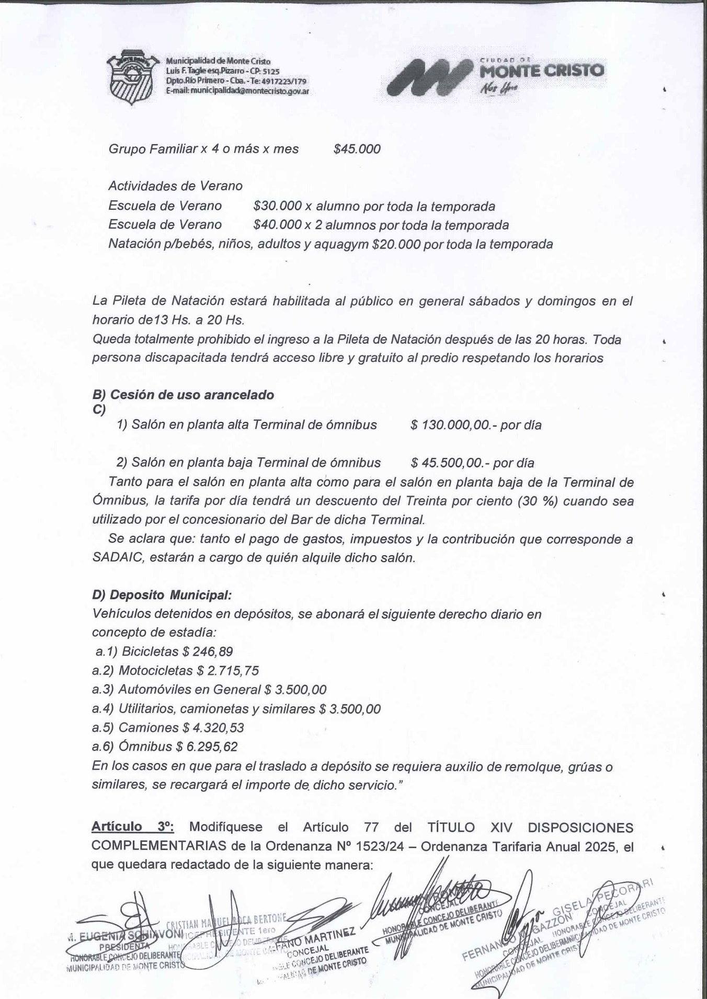 Municipalidad de Monte Cristo
Luis F. Tagle esq.Pizarro - CP: 5125
Dpto.Río Primero - Cba. - Te: 4917223/179
E-mail: municipalidad@montecristo.gov.ar
CIUDAD DE
MONTE CRISTO
Nos Une
Grupo Familiar x 4 o más x mes $45.000
Actividades de Verano
Escuela de Verano $30.000 x alumno por toda la temporada
Escuela de Verano $40.000 x 2 alumnos por toda la temporada
Natación p/bebés, niños, adultos y aquagym $20.000 por toda la temporada
La Pileta de Natación estará habilitada al público en general sábados y domingos en el
horario de13 Hs. a 20 Hs.
Queda totalmente prohibido el ingreso a la Pileta de Natación después de las 20 horas. Toda
persona discapacitada tendrá acceso libre y gratuito al predio respetando los horarios
B) Cesión de uso arancelado
C)
1) Salón en planta alta Terminal de ómnibus $ 130.000,00.- por día
2) Salón en planta baja Terminal de ómnibus $ 45.500,00.- por día
Tanto para el salón en planta alta como para el salón en planta baja de la Terminal de
Ómnibus, la tarifa por día tendrá un descuento del Treinta por ciento (30 %) cuando sea
utilizado por el concesionario del Bar de dicha Terminal.
Se aclara que: tanto el pago de gastos, impuestos y la contribución que corresponde a
SADAIC, estarán a cargo de quién alquile dicho salón.
D) Deposito Municipal:
Vehículos detenidos en depósitos, se abonará el siguiente derecho diario en
concepto de estadía:
a.1) Bicicletas $ 246,89
a.2) Motocicletas $ 2.715,75
a.3) Automóviles en General $ 3.500,00
a.4) Utilitarios, camionetas y similares $ 3.500,00
a.5) Camiones $ 4.320,53
a.6) Ómnibus $ 6.295,62
En los casos en que para el traslado a depósito se requiera auxilio de remolque, grúas o
similares, se recargará el importe de dicho servicio.”
Artículo 3º: Modifíquese el Artículo 77 del TÍTULO XIV DISPOSICIONES
COMPLEMENTARIAS de la Ordenanza Nº 1523/24 – Ordenanza Tarifaria Anual 2025, el
que quedara redactado de la siguiente manera:
M. EUGENIA SCHIAVONI
PRESIDENTA
HONORABLE CONCEJO DELIBERANTE
MUNICIPALIDAD DE MONTE CRISTO
CRISTIAN MANUEL ROCA BERTONE
VICEPRESIDENTE 1ero
HONORABLE CONCEJO DELIBERANTE
MARTINEZ
CONCEJAL
CONCEJO DELIBERANTE
DE MONTE CRISTO
CONCEJAL
HONORABLE CONCEJO DELIBERANTE
MUNICIPALIDAD DE MONTE CRISTO
FERNANDO M. GAZZON
CONCEJAL
HONORABLE CONCEJO DELIBERANTE
MUNICIPALIDAD DE MONTE CRISTO
GISELA PECORARI
CONCEJAL
HONORABLE CONCEJO DELIBERANTE
MUNICIPALIDAD DE MONTE CRISTO